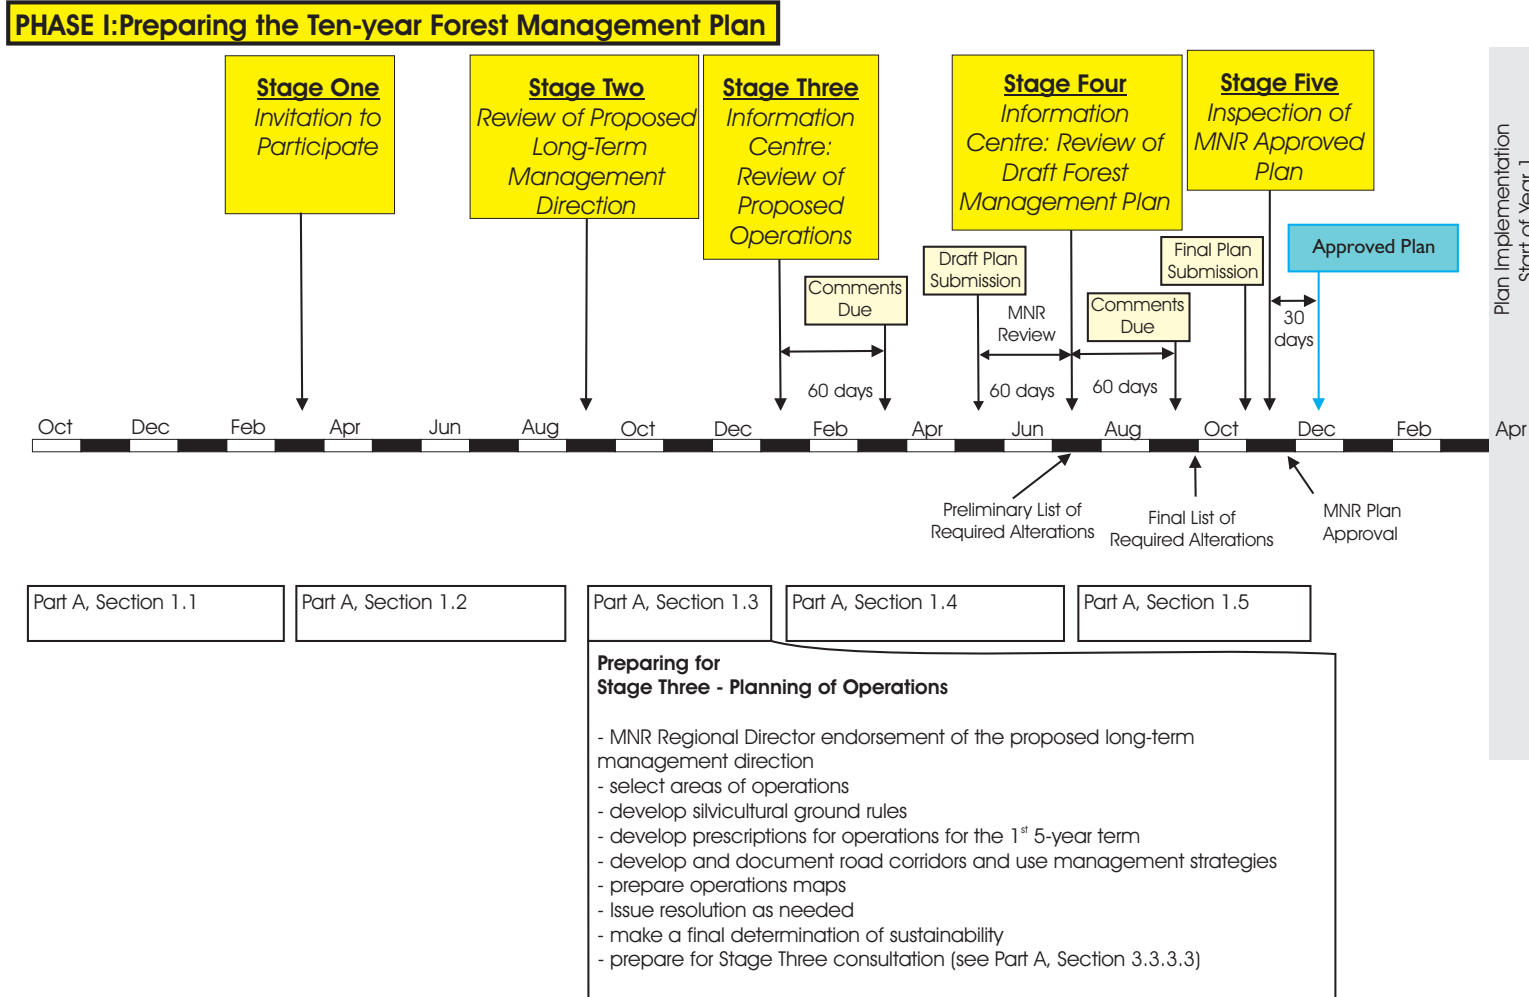 PHASE I:Preparing the Ten-year Forest Management Plan
Stage One
Invitation to
Participate
Stage Two
Review of Proposed
Long-Term
Management
Direction
Stage Three
Information
Centre:
Review of
Proposed
Operations
Stage Four
Information
Centre: Review of
Draft Forest
Management Plan
Stage Five
Inspection of
MNR Approved
Plan
Plan Implementation
Start of Year 1
Comments
Due
Draft Plan
Submission
MNR
Review
Comments
Due
Final Plan
Submission
Approved Plan
30
days
60 days
60 days
60 days
Oct Dec Feb Apr Jun Aug Oct Dec Feb Apr Jun Aug Oct Dec Feb Apr
Preliminary List of
Required Alterations
Final List of
Required Alterations
MNR Plan
Approval
Part A, Section 1.1
Part A, Section 1.2
Part A, Section 1.3
Part A, Section 1.4
Part A, Section 1.5
Preparing for
Stage Three - Planning of Operations
- MNR Regional Director endorsement of the proposed long-term
management direction
- select areas of operations
- develop silvicultural ground rules
- develop prescriptions for operations for the 1st 5-year term
- develop and document road corridors and use management strategies
- prepare operations maps
- Issue resolution as needed
- make a final determination of sustainability
- prepare for Stage Three consultation (see Part A, Section 3.3.3.3)